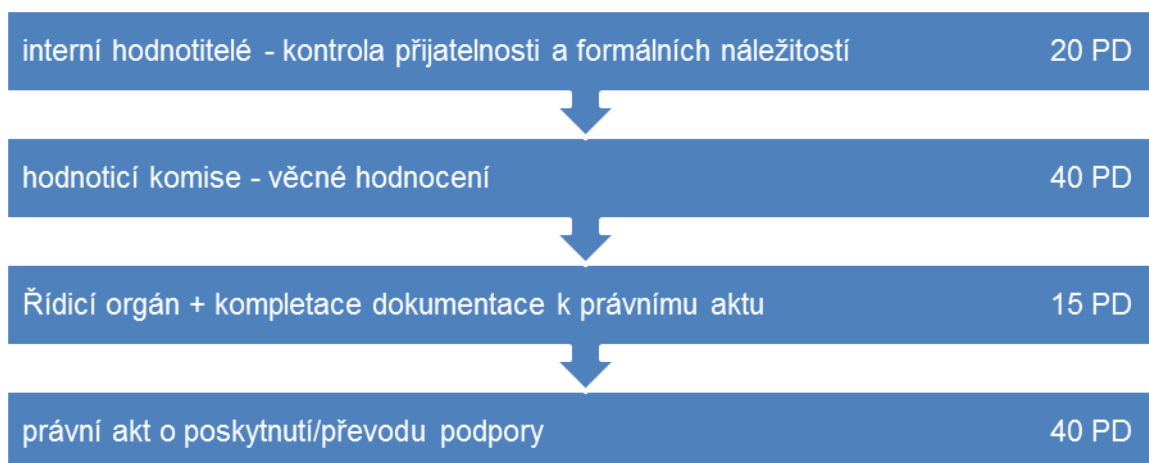 interní hodnotitelé - kontrola přijatelnosti a formálních náležitostí 20 PD
hodnoticí komise - věcné hodnocení 40 PD
Řídicí orgán + kompletace dokumentace k právnímu aktu 15 PD
právní akt o poskytnutí/převodu podpory 40 PD